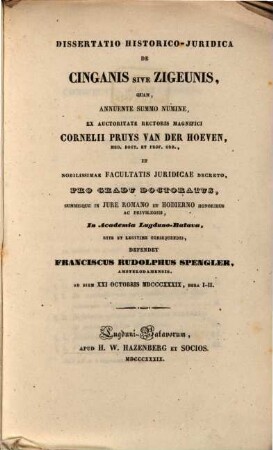 DISSERTATIO HISTORICO-JURIDICA
DE
CINGANIS SIVE ZIGEUNIS,
QUAM,
ANNUENTE SUMMO NUMINE,
EX AUCTORITATE RECTORIS MAGNIFICI
CORNELII PRUYS VAN DER HOEVEN,
MED. DOCT. ET PROF. ORD.,
ET
NOBILISSIMAE FACULTATIS JURIDICAE DECRETO,
PRO GRADU DOCTORATUS,
SUMMISQUE IN JURE ROMANO ET HODIERNO HONORIBUS
AC PRIVILEGIIS,
In Academia Lugduno-Batava,
RITE ET LEGITIME CONSEQUENDIS,
DEFENDET
FRANCISCUS RUDOLPHUS SPENGLER,
AMSTERODAMENSIS.
AD DIEM XXI OCTOBRIS MDCCCXXXIX, HORA I-II.
Lugduni-Batavorum,
APUD H. W. HAZENBERG ET SOCIOS.
MDCCCXXXIX.